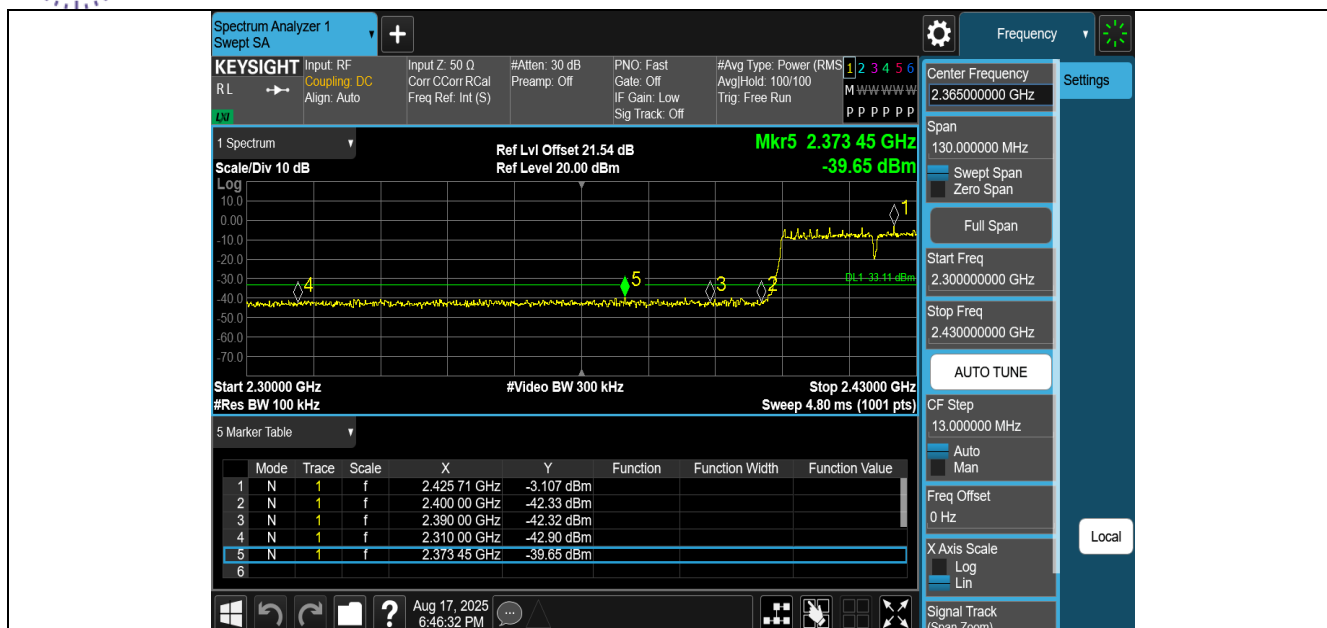 Spectrum Analyzer 1
Swept SA
+
Frequency
KEYSIGHT
R L
LXI
Input: RF
Coupling: DC
Align: Auto
Input Z: 50 Ω
Corr CCorr RCal
Freq Ref: Int (S)
#Atten: 30 dB
Preamp: Off
PNO: Fast
Gate: Off
IF Gain: Low
Sig Track: Off
#Avg Type: Power (RMS
Avg|Hold: 100/100
Trig: Free Run
1 2 3 4 5 6
M W W W W W
P P P P P P
Center Frequency
2.365000000 GHz
Settings
1 Spectrum
Scale/Div 10 dB
Ref Lvl Offset 21.54 dB
Ref Level 20.00 dBm
Mkr5 2.373 45 GHz
-39.65 dBm
Log
10.0
0.00
-10.0
-20.0
-30.0
-40.0
-50.0
-60.0
-70.0
1
4
5
3
2
DL1 -33.11 dBm
Start 2.30000 GHz
#Video BW 300 kHz
Stop 2.43000 GHz
#Res BW 100 kHz
Sweep 4.80 ms (1001 pts)
Span
130.000000 MHz
Swept Span
Zero Span
Full Span
Start Freq
2.300000000 GHz
Stop Freq
2.430000000 GHz
AUTO TUNE
CF Step
13.000000 MHz
Auto
Man
Freq Offset
0 Hz
X Axis Scale
Log
Lin
Signal Track
(Span Zoom)
Local
5 Marker Table
Mode Trace Scale X Y Function Function Width Function Value
1 N 1 f 2.425 71 GHz -3.107 dBm
2 N 1 f 2.400 00 GHz -42.33 dBm
3 N 1 f 2.390 00 GHz -42.32 dBm
4 N 1 f 2.310 00 GHz -42.90 dBm
5 N 1 f 2.373 45 GHz -39.65 dBm
6
?
Aug 17, 2025
6:46:32 PM